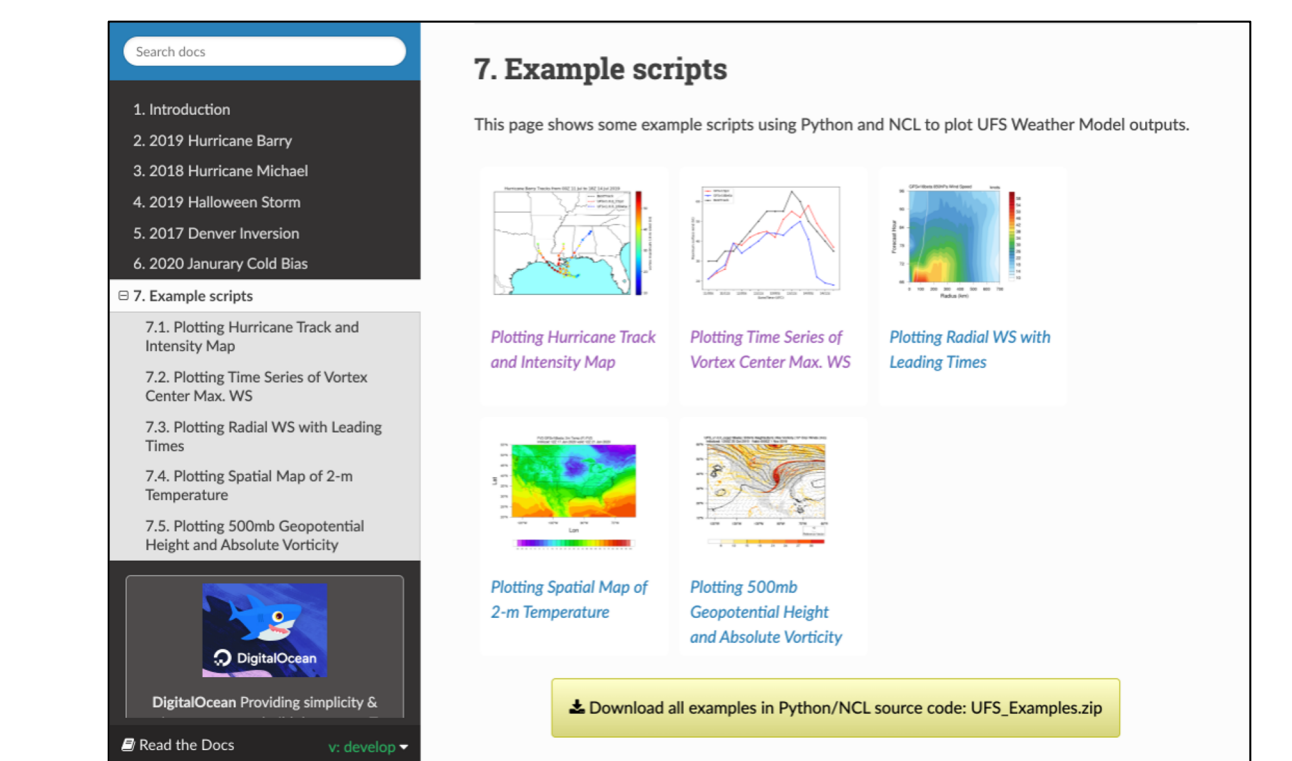 Search docs
1. Introduction
2. 2019 Hurricane Barry
3. 2018 Hurricane Michael
4. 2019 Halloween Storm
5. 2017 Denver Inversion
6. 2020 Janurary Cold Bias
7. Example scripts
7.1. Plotting Hurricane Track and
Intensity Map
7.2. Plotting Time Series of Vortex
Center Max. WS
7.3. Plotting Radial WS with Leading
Times
7.4. Plotting Spatial Map of 2-m
Temperature
7.5. Plotting 500mb Geopotential
Height and Absolute Vorticity
DigitalOcean
DigitalOcean Providing simplicity &
Read the Docs
v: develop
7. Example scripts
This page shows some example scripts using Python and NCL to plot UFS Weather Model outputs.
Plotting Hurricane Track
and Intensity Map
Plotting Time Series of
Vortex Center Max. WS
Forecast Hour
Radius (km)
Plotting Radial WS with
Leading Times
Lat
Lon
Plotting Spatial Map of
2-m Temperature
Plotting 500mb
Geopotential Height
and Absolute Vorticity
Download all examples in Python/NCL source code: UFS_Examples.zip